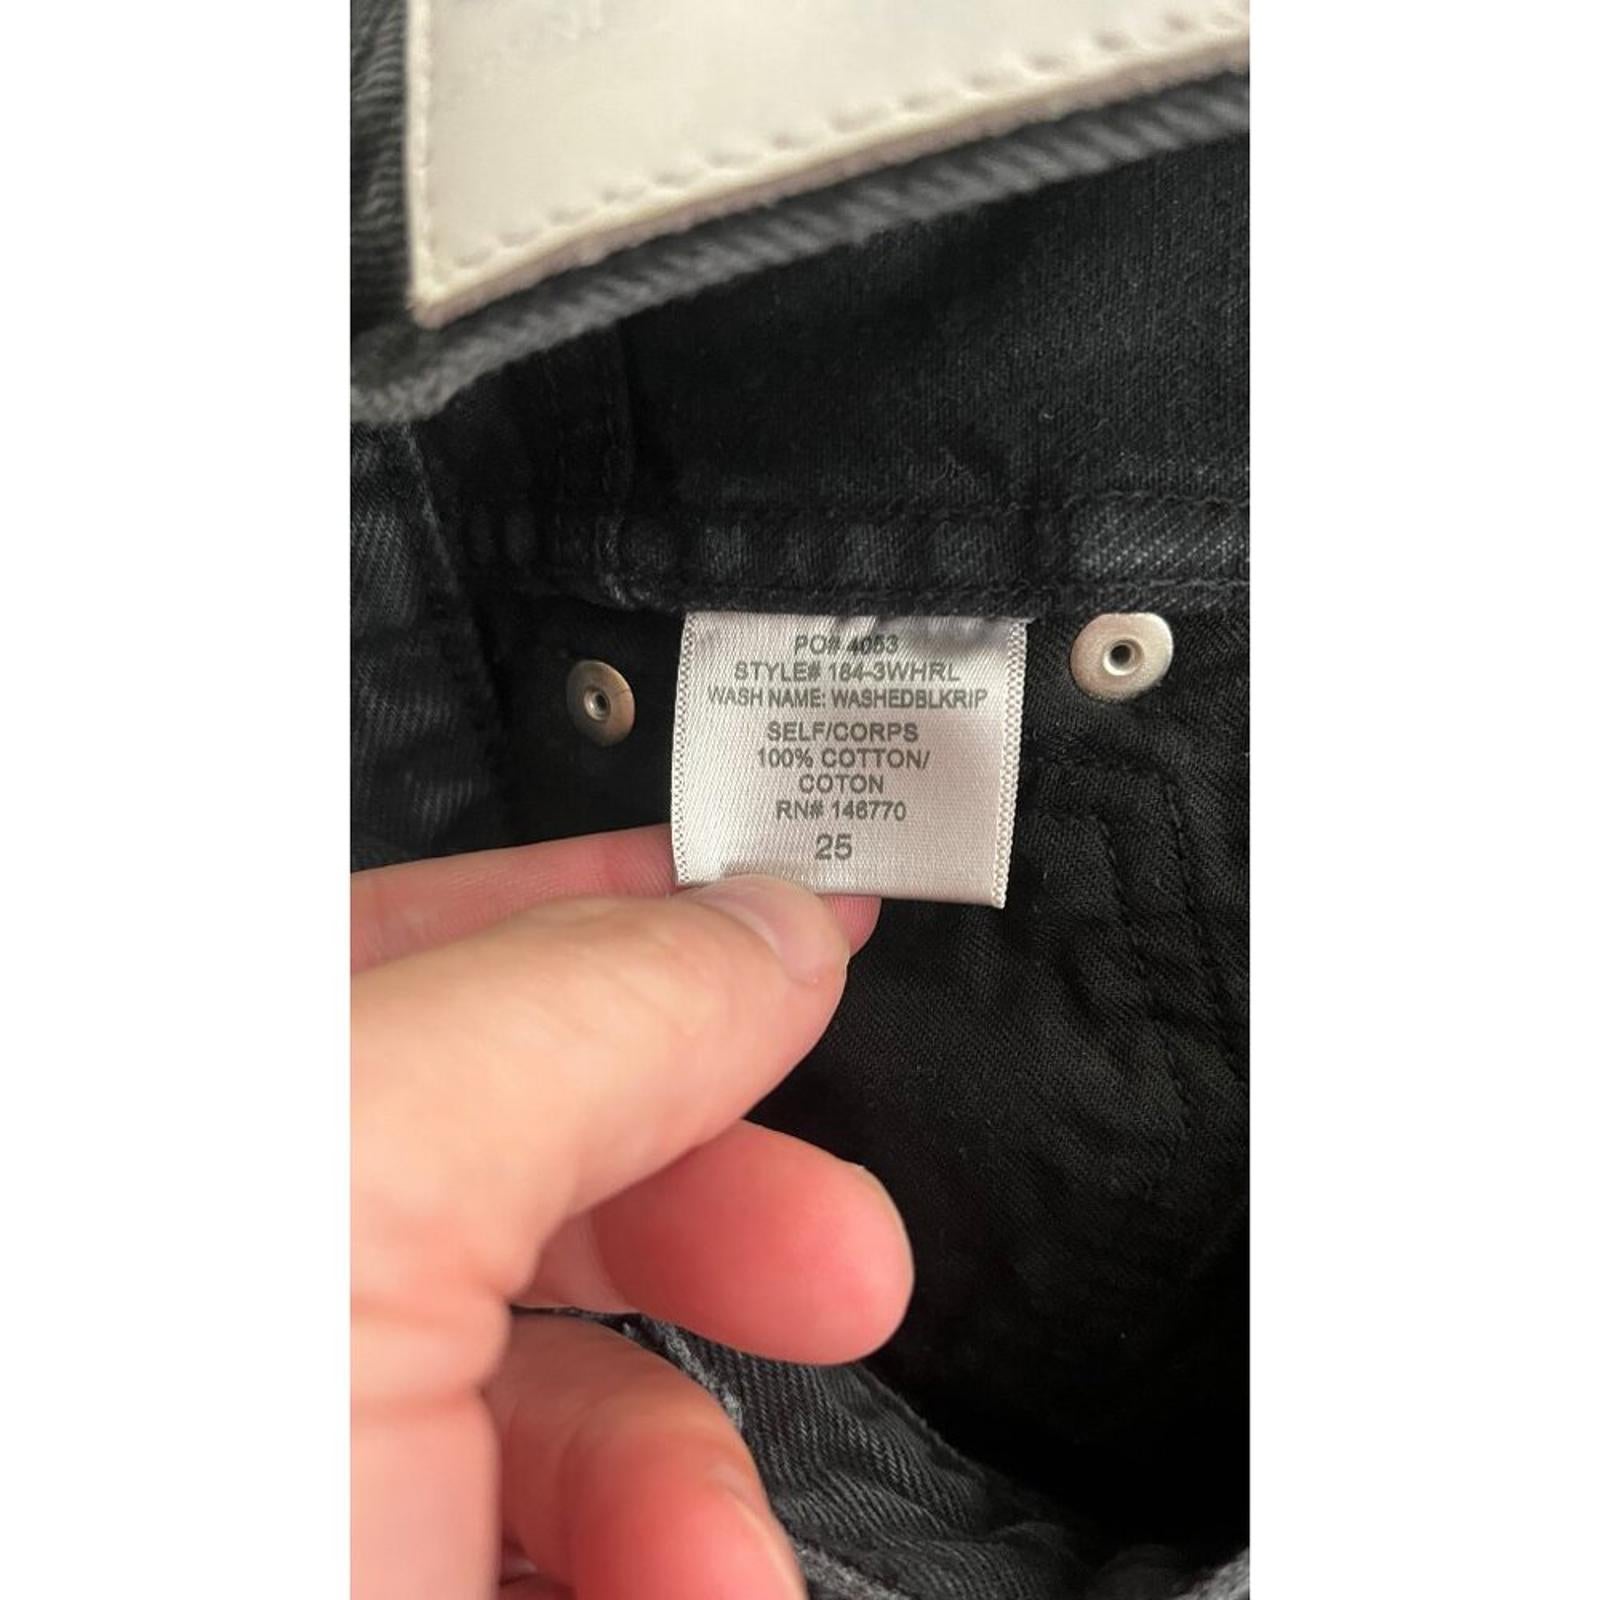 PO# 4053
STYLE# 184-3WHRL
WASH NAME: WASHEDBLKRIP
SELF/CORPS
100% COTTON/
COTON
RN# 146770
25